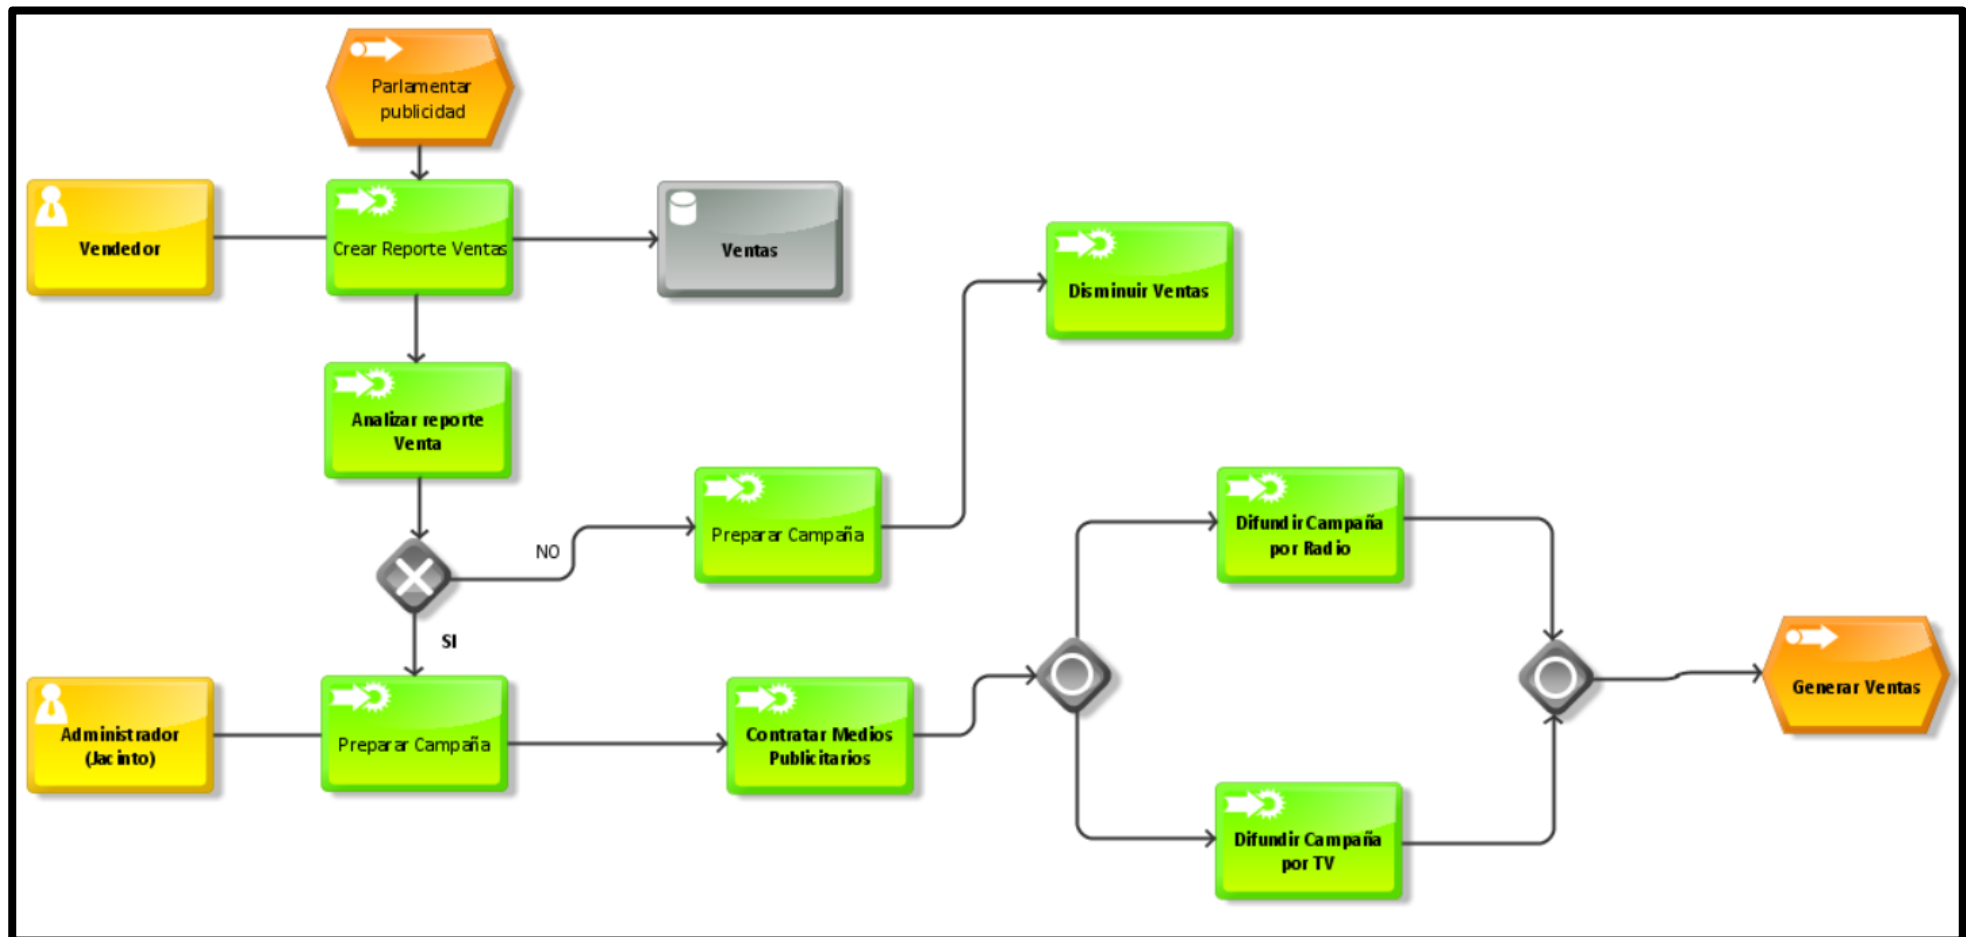 Parlamentar
publicidad
Vendedor
Crear Reporte Ventas
Ventas
Disminuir Ventas
Analizar reporte
Venta
NO
Preparar Campaña
Difundir Campaña
por Radio
SI
Administrador
(Jacinto)
Preparar Campaña
Contratar Medios
Publicitarios
Generar Ventas
Difundir Campaña
por TV